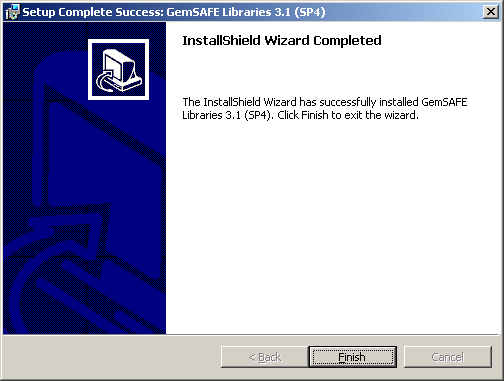 Setup Complete Success: GemSAFE Libraries 3.1 (SP4)
InstallShield Wizard Completed
The InstallShield Wizard has successfully installed GemSAFE
Libraries 3.1 (SP4). Click Finish to exit the wizard.
< Back
Finish
Cancel